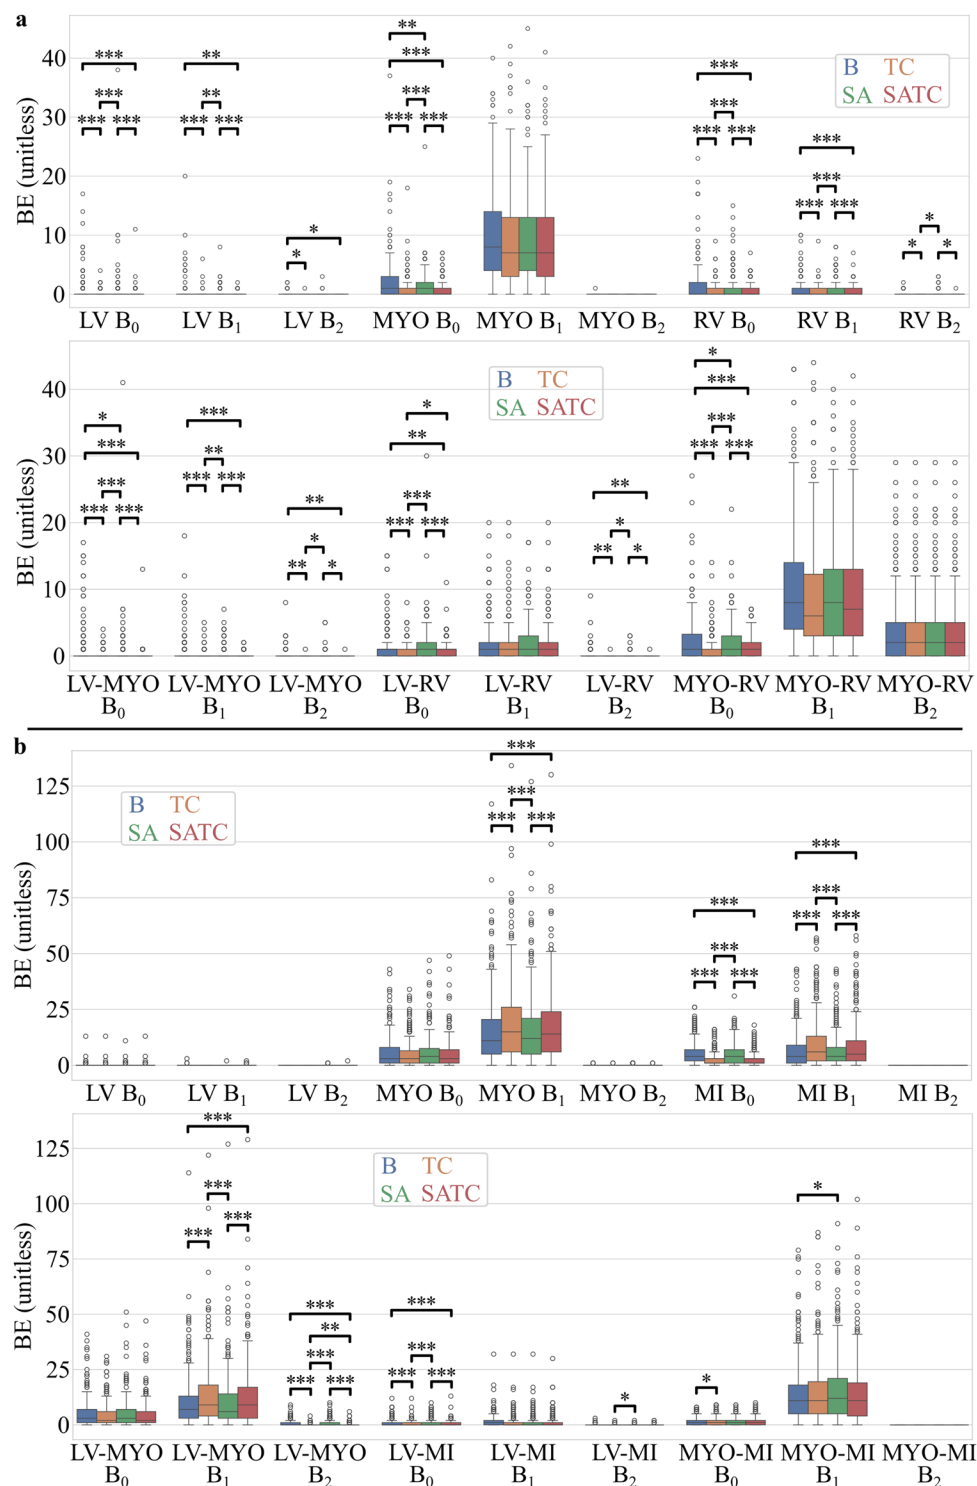 a
BE (unitless)
40
30
20
10
0
B TC
SA SATC
*** ** ** *** * *
*** *** *** *** ***
*** *** ** *** *** *** * *
*** *** *** *** *** *** *** *** *** *** * *
LV B₀ LV B₁ LV B₂ MYO B₀ MYO B₁ MYO B₂ RV B₀ RV B₁ RV B₂
BE (unitless)
40
30
20
10
0
B TC
SA SATC
* *** ** * ** *
*** ** * ** * ***
*** *** *** ** *** * ***
*** *** *** *** ** * *** *** ** * *** ***
LV-MYO LV-MYO LV-MYO LV-RV LV-RV LV-RV MYO-RV MYO-RV MYO-RV
B₀ B₁ B₂ B₀ B₁ B₂ B₀ B₁ B₂
b
BE (unitless)
125
100
75
50
25
0
B TC
SA SATC
*** *** ***
*** *** ***
*** *** *** *** *** ***
LV B₀ LV B₁ LV B₂ MYO B₀ MYO B₁ MYO B₂ MI B₀ MI B₁ MI B₂
BE (unitless)
125
100
75
50
25
0
B TC
SA SATC
*** *** *** *
*** ** ***
*** *** *** *** *** *** *** * *
LV-MYO LV-MYO LV-MYO LV-MI LV-MI LV-MI MYO-MI MYO-MI MYO-MI
B₀ B₁ B₂ B₀ B₁ B₂ B₀ B₁ B₂